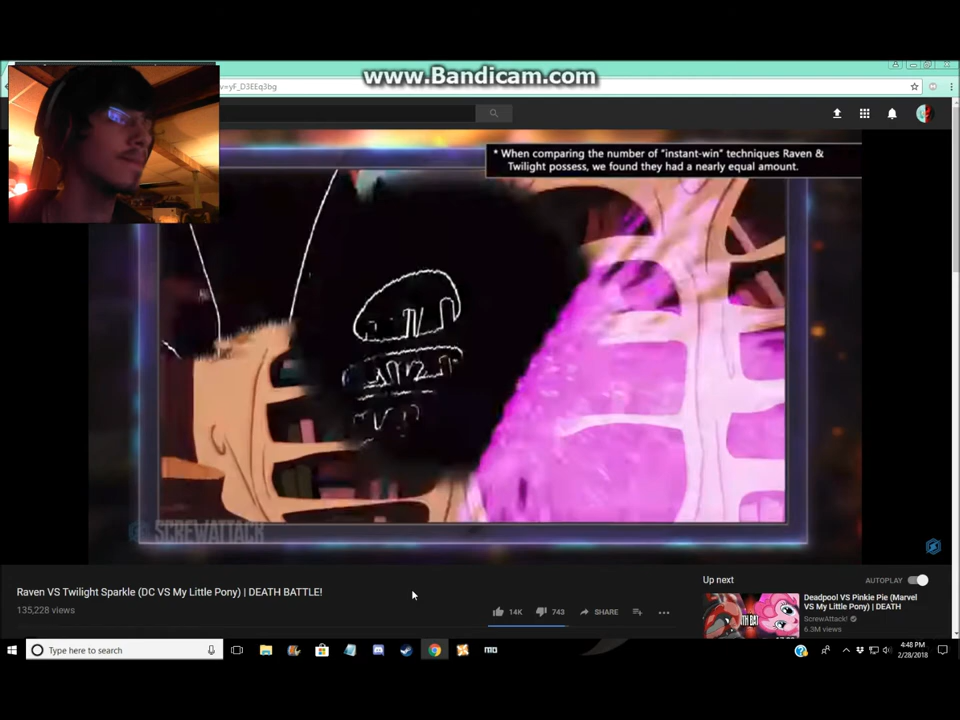 www.Bandicam.com
v=yF_D3EEq3bg
* When comparing the number of "instant-win" techniques Raven &
Twilight possess, we found they had a nearly equal amount.
SCREWATTACK
Raven VS Twilight Sparkle (DC VS My Little Pony) | DEATH BATTLE!
135,228 views
14K
743
SHARE
Up next
AUTOPLAY
Deadpool VS Pinkie Pie (Marvel
VS My Little Pony) | DEATH
ScrewAttack!
6.3M views
Type here to search
4:48 PM
2/28/2018